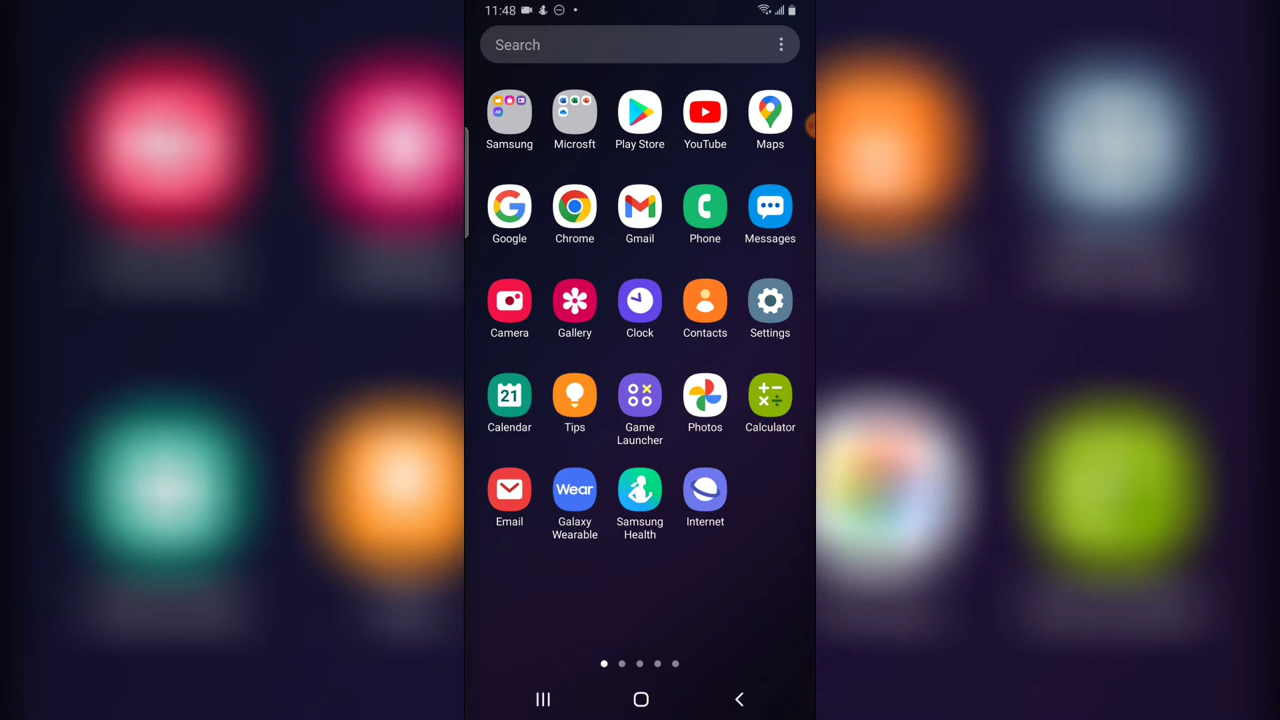 11:48
Search
Samsung
Microsft
Play Store
YouTube
Maps
Google
Chrome
Gmail
Phone
Messages
Camera
Gallery
Clock
Contacts
Settings
21
Calendar
Tips
Game
Launcher
Photos
Calculator
Email
Wear
Galaxy
Wearable
Samsung
Health
Internet